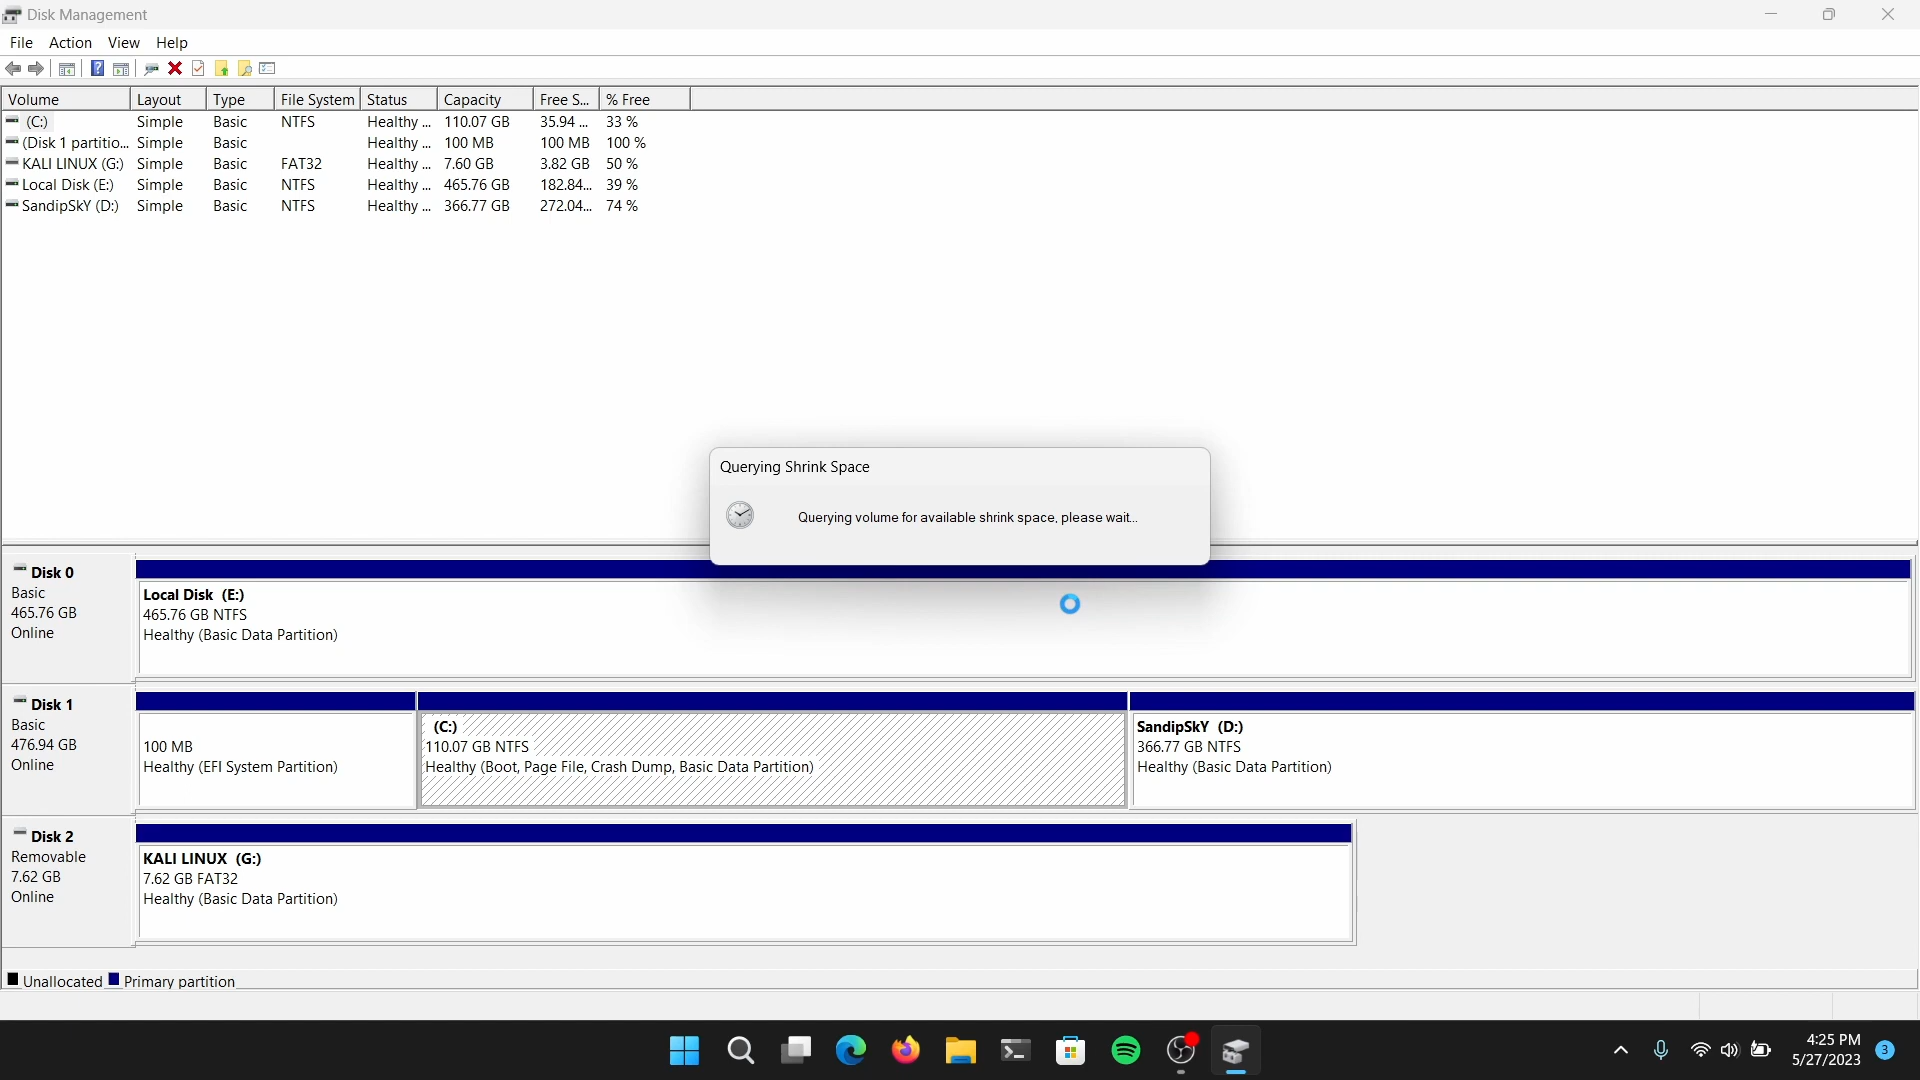 Disk Management
File Action View Help
Volume Layout Type File System Status Capacity Free S... % Free
(C:) Simple Basic NTFS Healthy ... 110.07 GB 35.94 ... 33 %
(Disk 1 partitio... Simple Basic Healthy ... 100 MB 100 MB 100 %
KALI LINUX (G:) Simple Basic FAT32 Healthy ... 7.60 GB 3.82 GB 50 %
Local Disk (E:) Simple Basic NTFS Healthy ... 465.76 GB 182.84... 39 %
SandipSkY (D:) Simple Basic NTFS Healthy ... 366.77 GB 272.04... 74 %
Querying Shrink Space
Querying volume for available shrink space, please wait...
Disk 0
Basic
465.76 GB
Online
Local Disk (E:)
465.76 GB NTFS
Healthy (Basic Data Partition)
Disk 1
Basic
476.94 GB
Online
100 MB
Healthy (EFI System Partition)
(C:)
110.07 GB NTFS
Healthy (Boot, Page File, Crash Dump, Basic Data Partition)
SandipSkY (D:)
366.77 GB NTFS
Healthy (Basic Data Partition)
Disk 2
Removable
7.62 GB
Online
KALI LINUX (G:)
7.62 GB FAT32
Healthy (Basic Data Partition)
Unallocated Primary partition
4:25 PM
5/27/2023
3